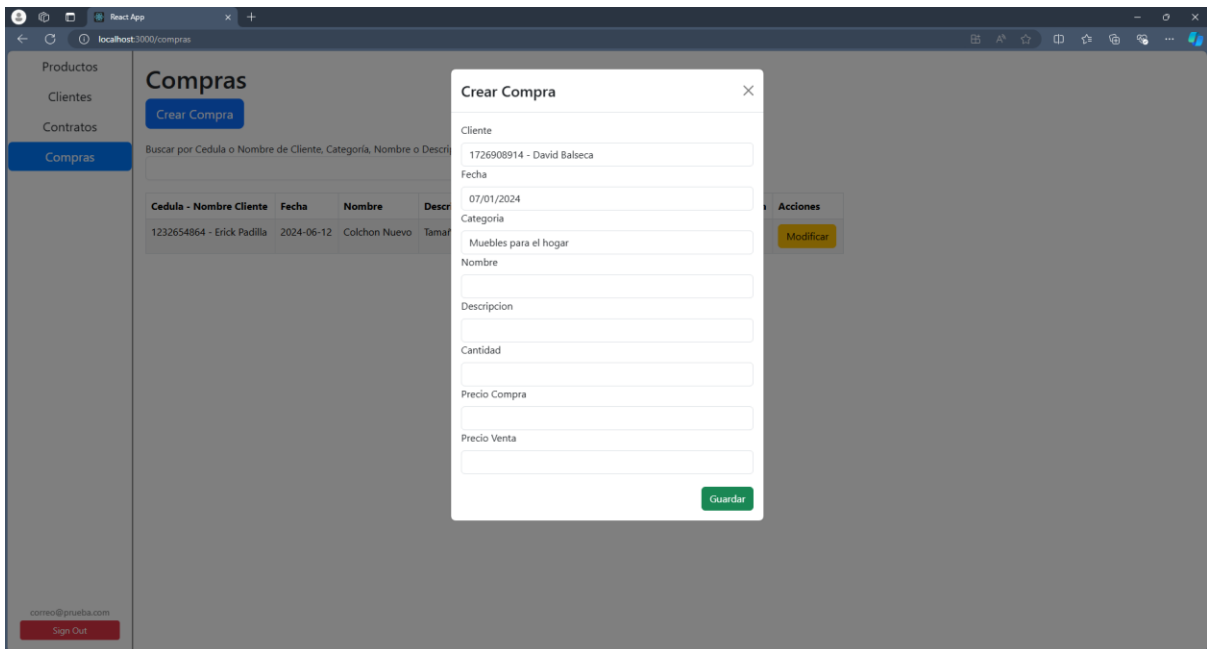 React App
localhost:3000/compras
Productos
Clientes
Contratos
Compras
correo@prueba.com
Sign Out
Compras
Crear Compra
Buscar por Cedula o Nombre de Cliente, Categoría, Nombre o
Cedula - Nombre Cliente Fecha Nombre Acciones
1232654864 - Erick Padilla 2024-06-12 Colchon Nuevo Modificar
Crear Compra
Cliente
1726908914 - David Balseca
Fecha
07/01/2024
Categoria
Muebles para el hogar
Nombre
Descripcion
Cantidad
Precio Compra
Precio Venta
Guardar